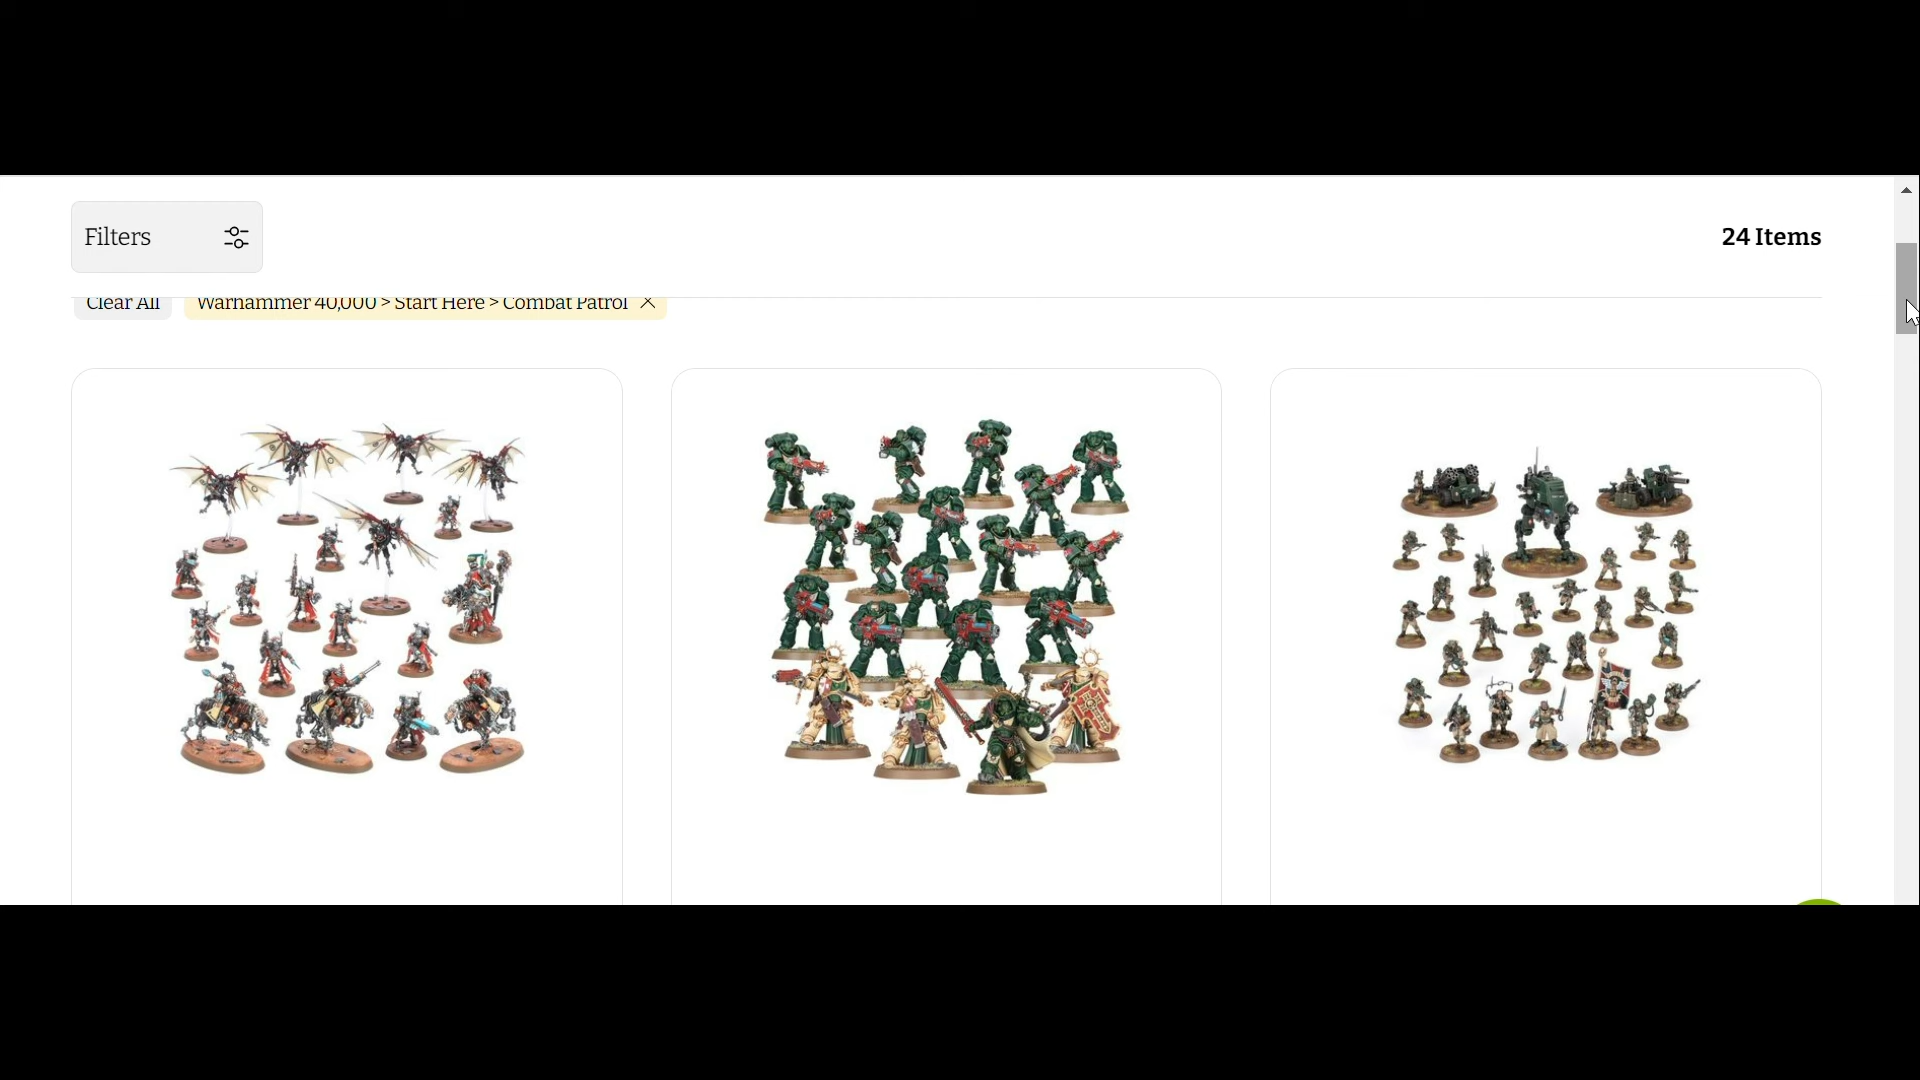 Filters
24 Items
Clear All
Warhammer 40,000 > Start Here > Combat Patrol